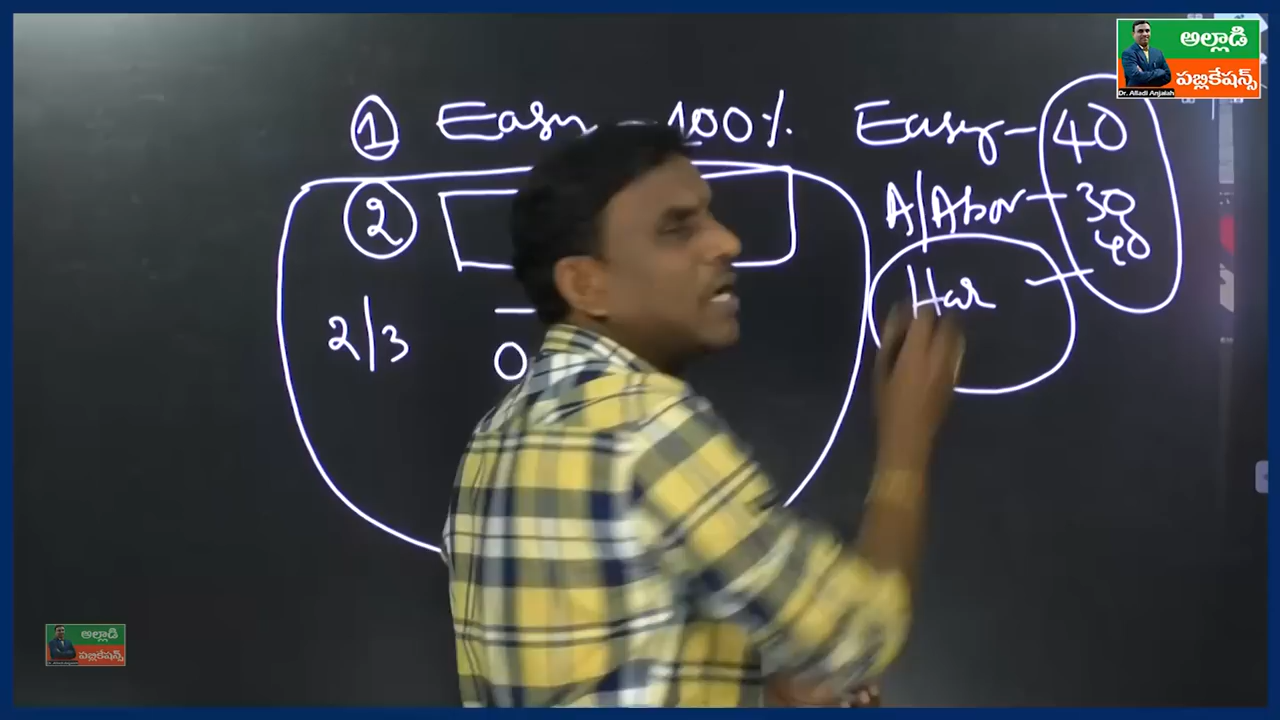 అల్లాడి
పబ్లికేషన్స్
Dr. Alladi Anjaiah
① Easy - 100%
②
2/3
0
Easy - 40
A/Abov - 30
40
Har
అల్లాడి
పబ్లికేషన్స్